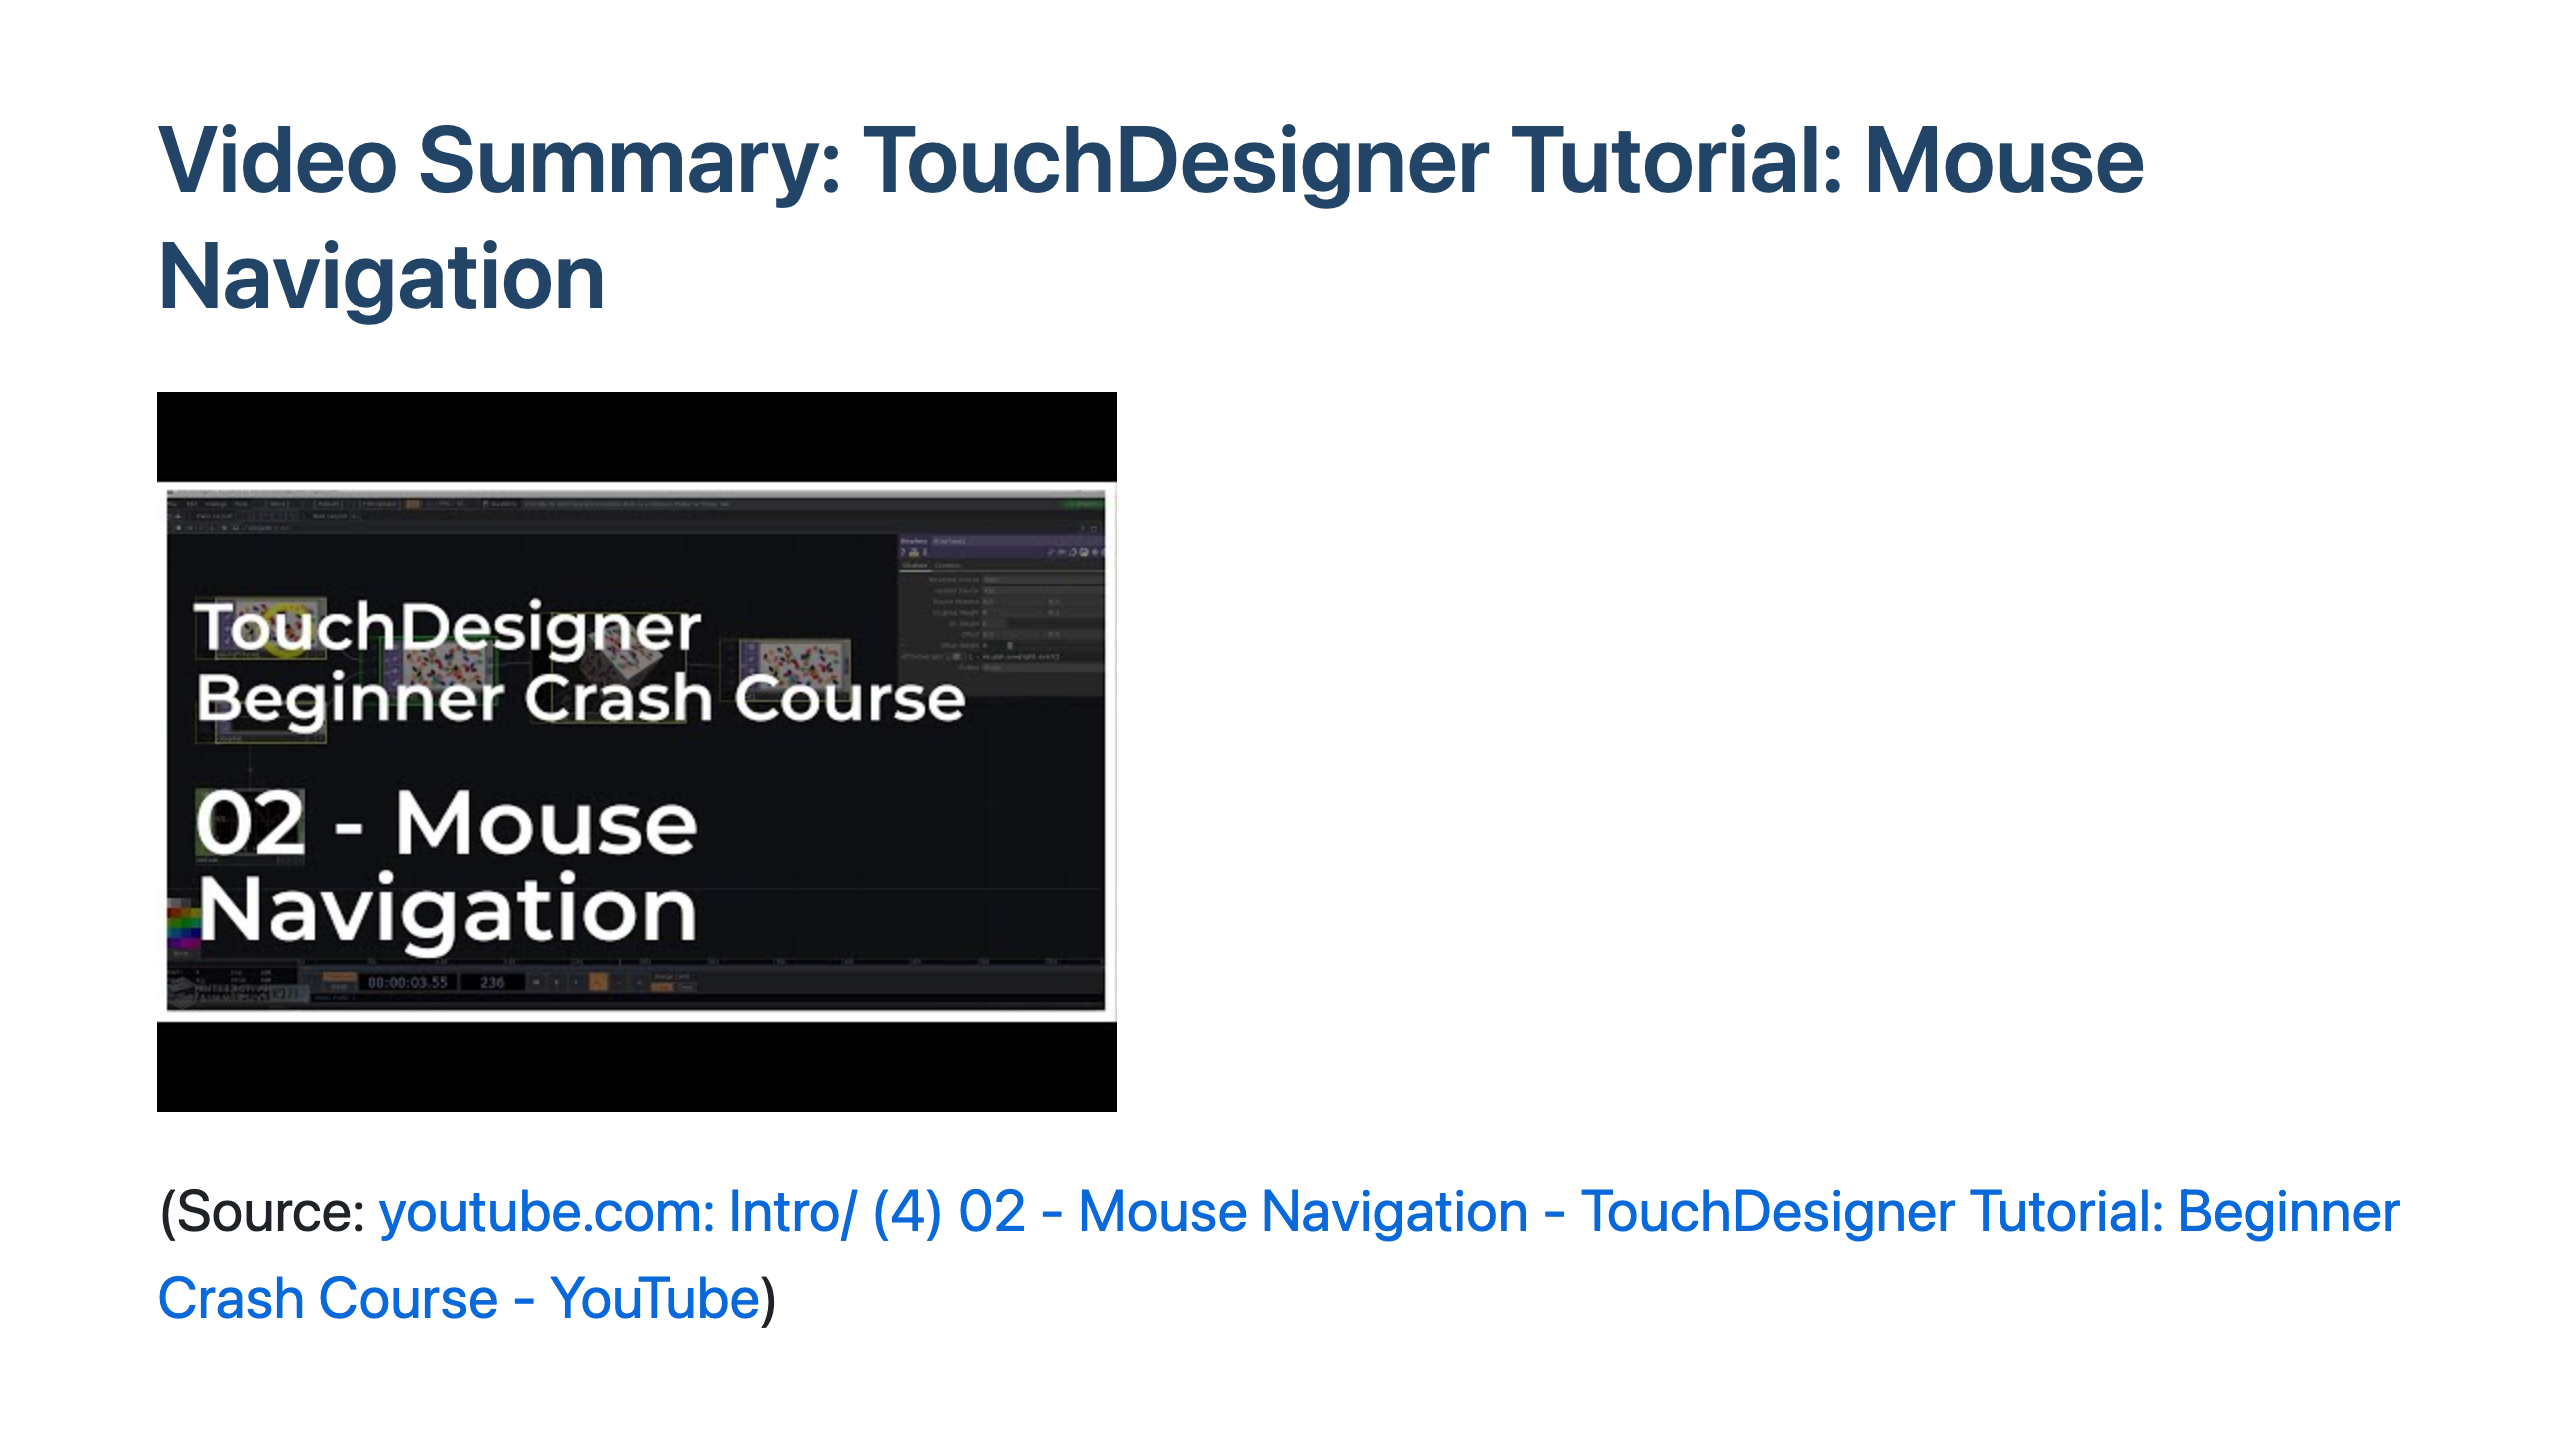 Video Summary: TouchDesigner Tutorial: Mouse
Navigation
TouchDesigner
Beginner Crash Course
02 - Mouse
Navigation
00:00:03.55 236
(Source: youtube.com: Intro/ (4) 02 - Mouse Navigation - TouchDesigner Tutorial: Beginner
Crash Course - YouTube)